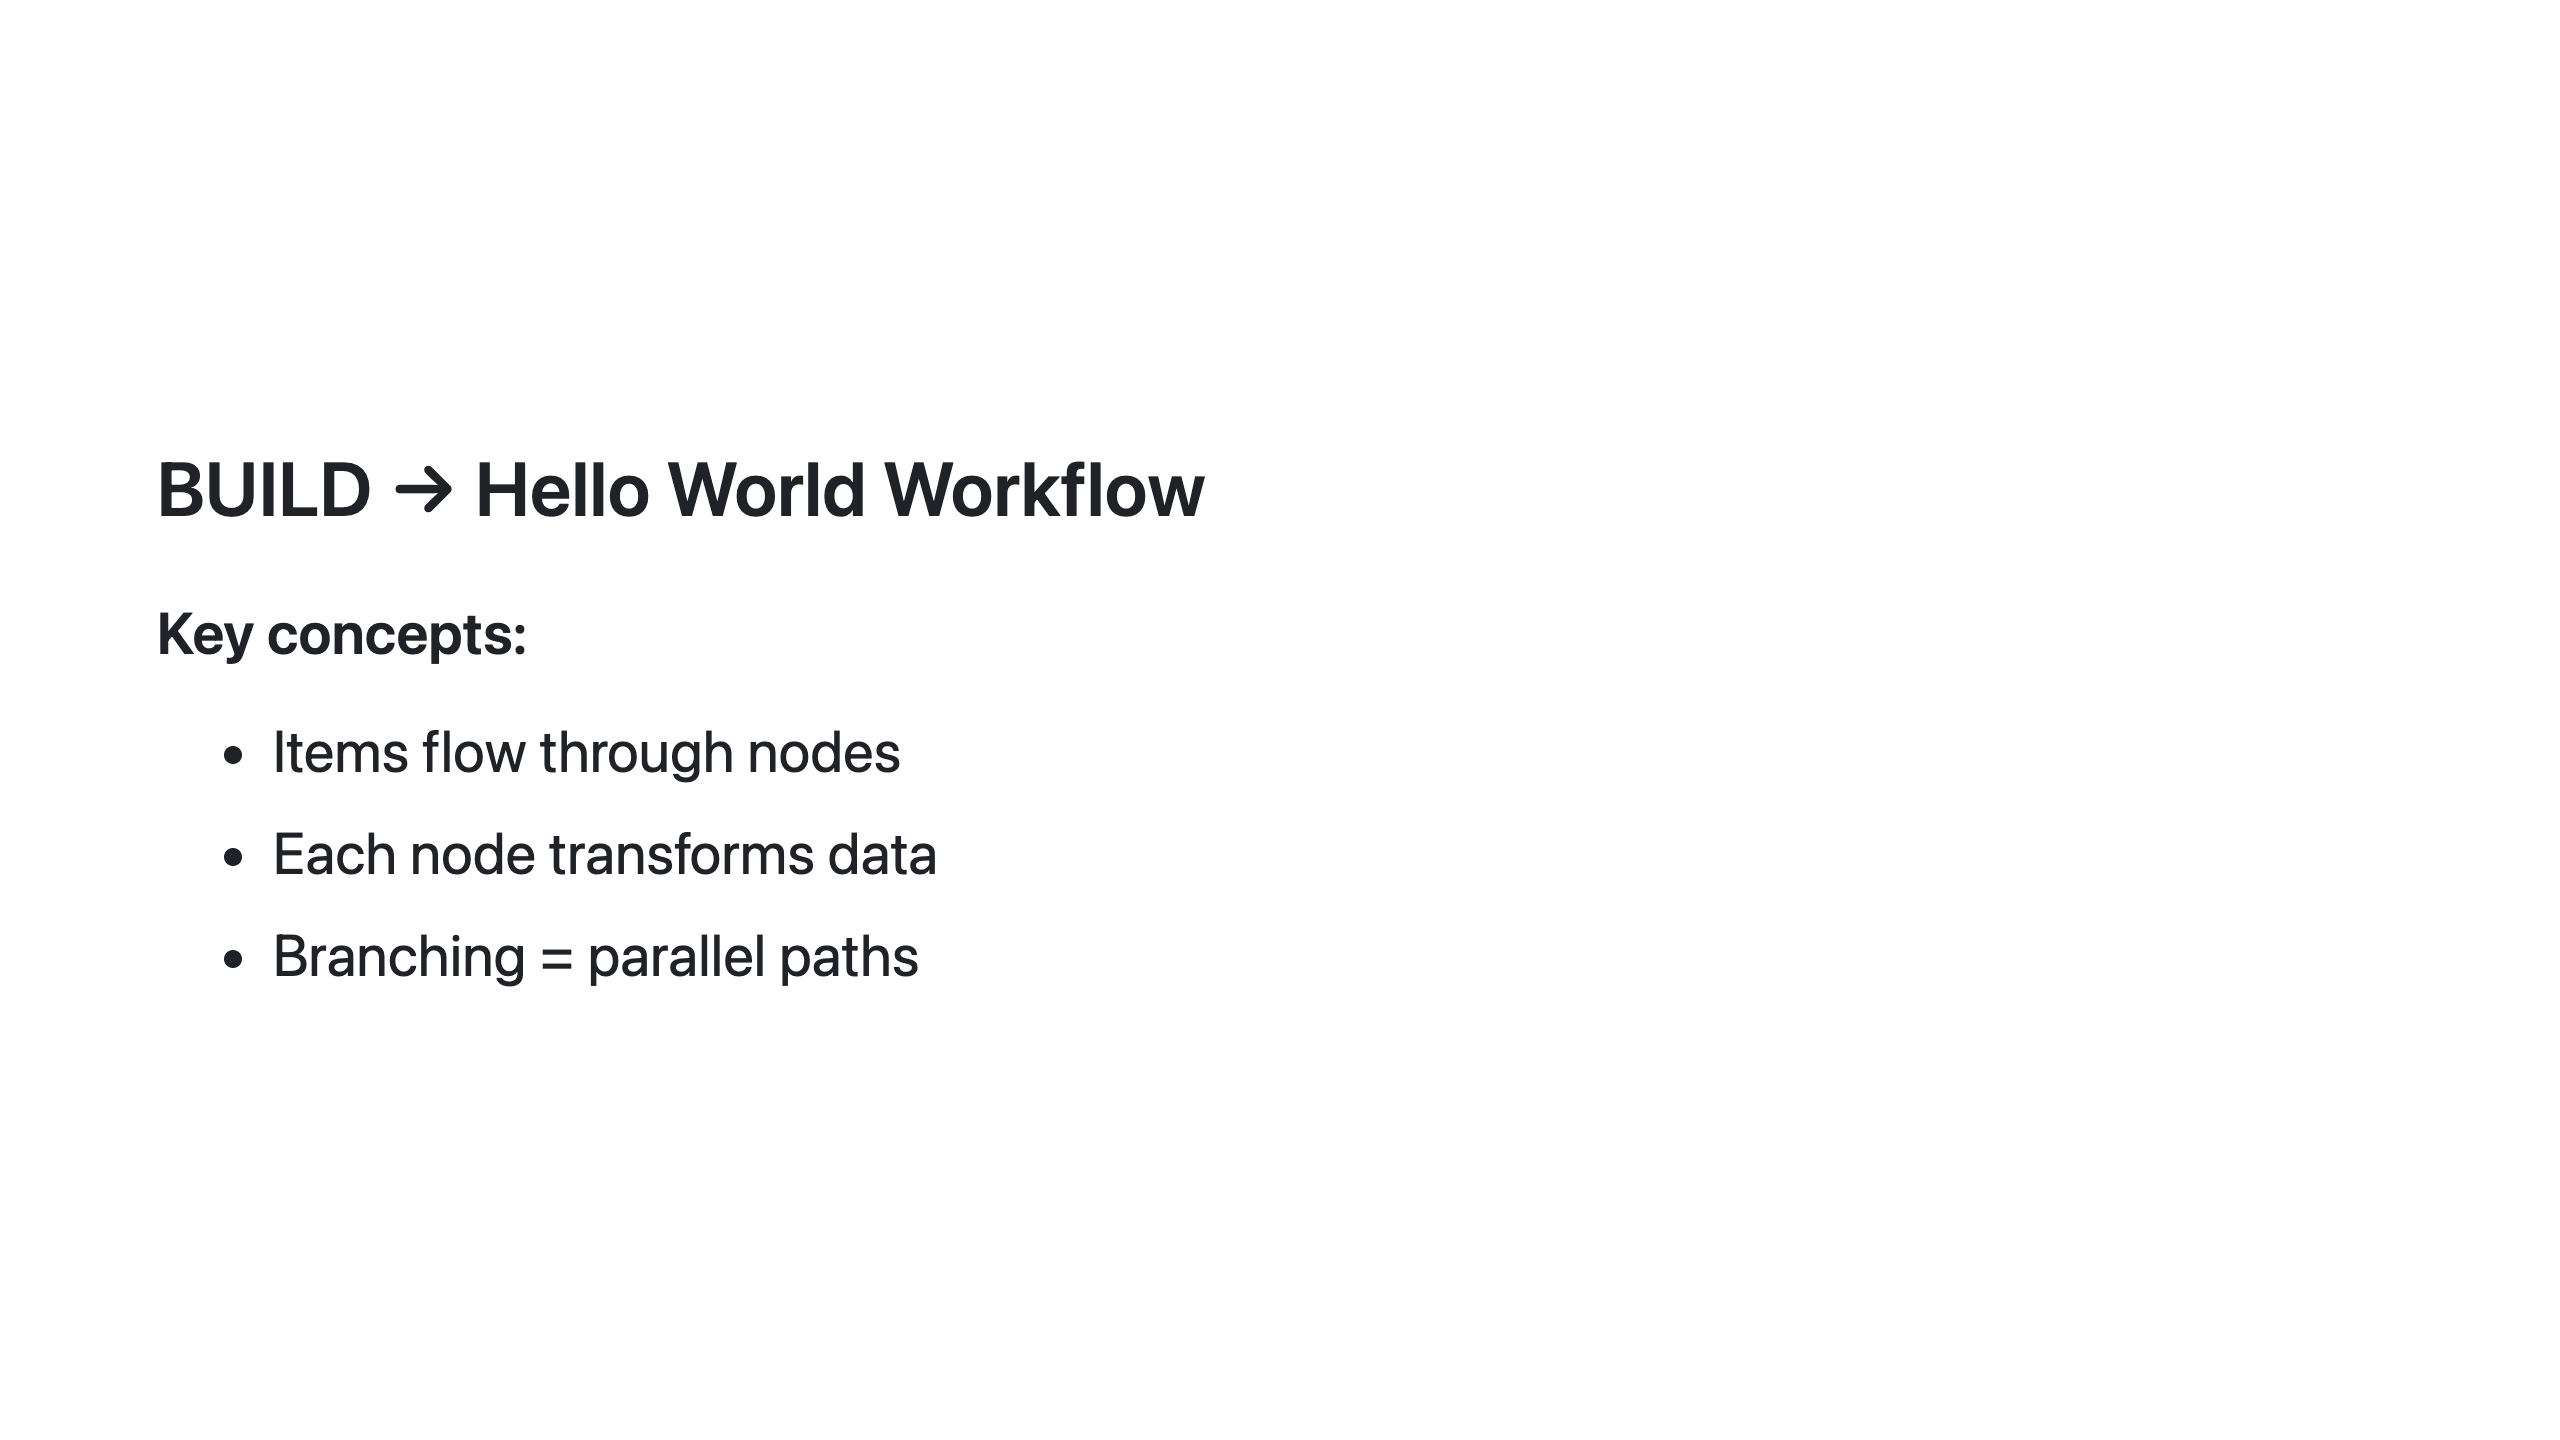 BUILD → Hello World Workflow
Key concepts:
• Items flow through nodes
• Each node transforms data
• Branching = parallel paths